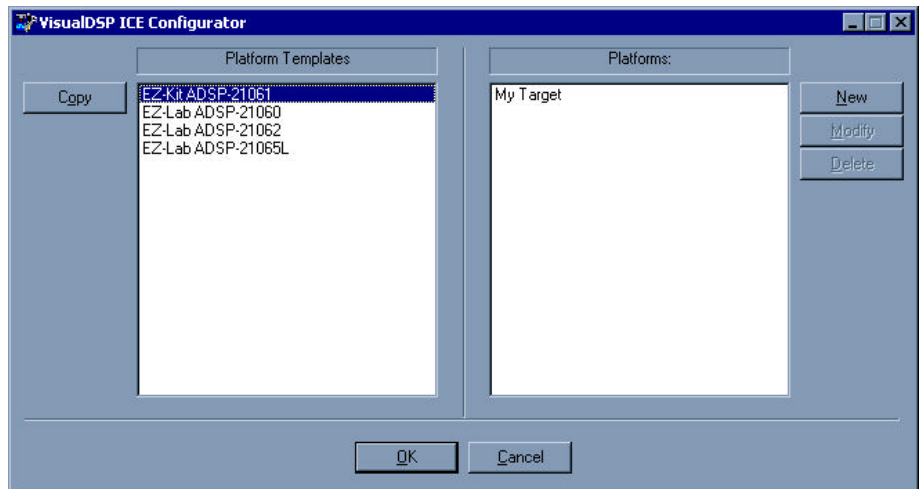 VisualDSP ICE Configurator
Platform Templates
Platforms:
Copy
EZ-Kit ADSP-21061
EZ-Lab ADSP-21060
EZ-Lab ADSP-21062
EZ-Lab ADSP-21065L
My Target
New
Modify
Delete
OK
Cancel